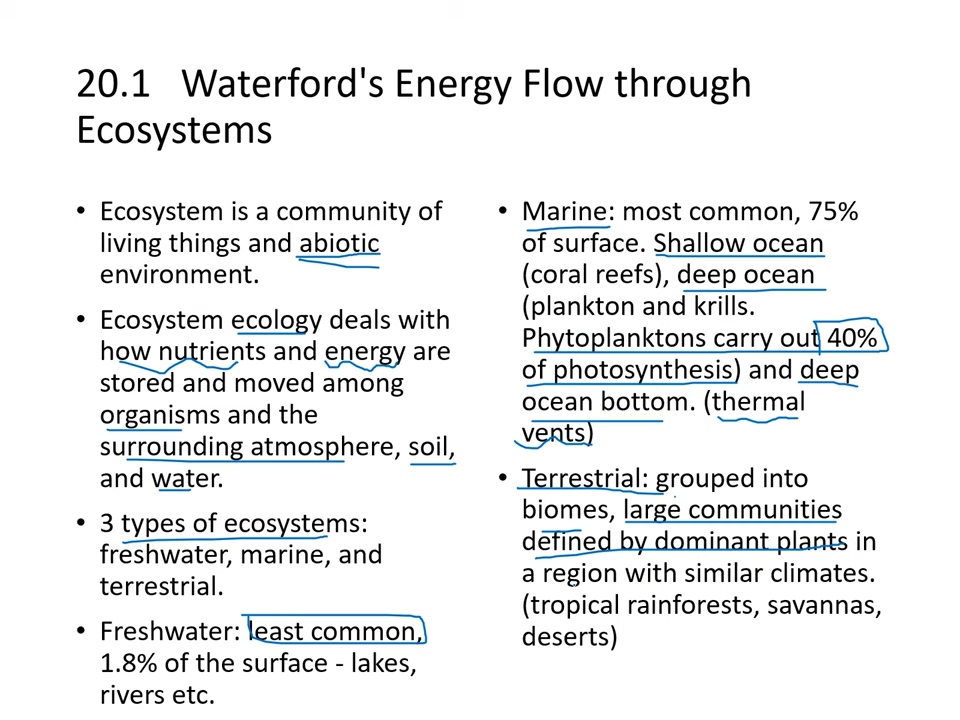 20.1 Waterford's Energy Flow through
Ecosystems
• Ecosystem is a community of
living things and abiotic
environment.
• Ecosystem ecology deals with
how nutrients and energy are
stored and moved among
organisms and the
surrounding atmosphere, soil,
and water.
• 3 types of ecosystems:
freshwater, marine, and
terrestrial.
• Freshwater: least common,
1.8% of the surface - lakes,
rivers etc.
• Marine: most common, 75%
of surface. Shallow ocean
(coral reefs), deep ocean
(plankton and krills.
Phytoplanktons carry out 40%
of photosynthesis) and deep
ocean bottom. (thermal
vents)
• Terrestrial: grouped into
biomes, large communities
defined by dominant plants in
a region with similar climates.
(tropical rainforests, savannas,
deserts)